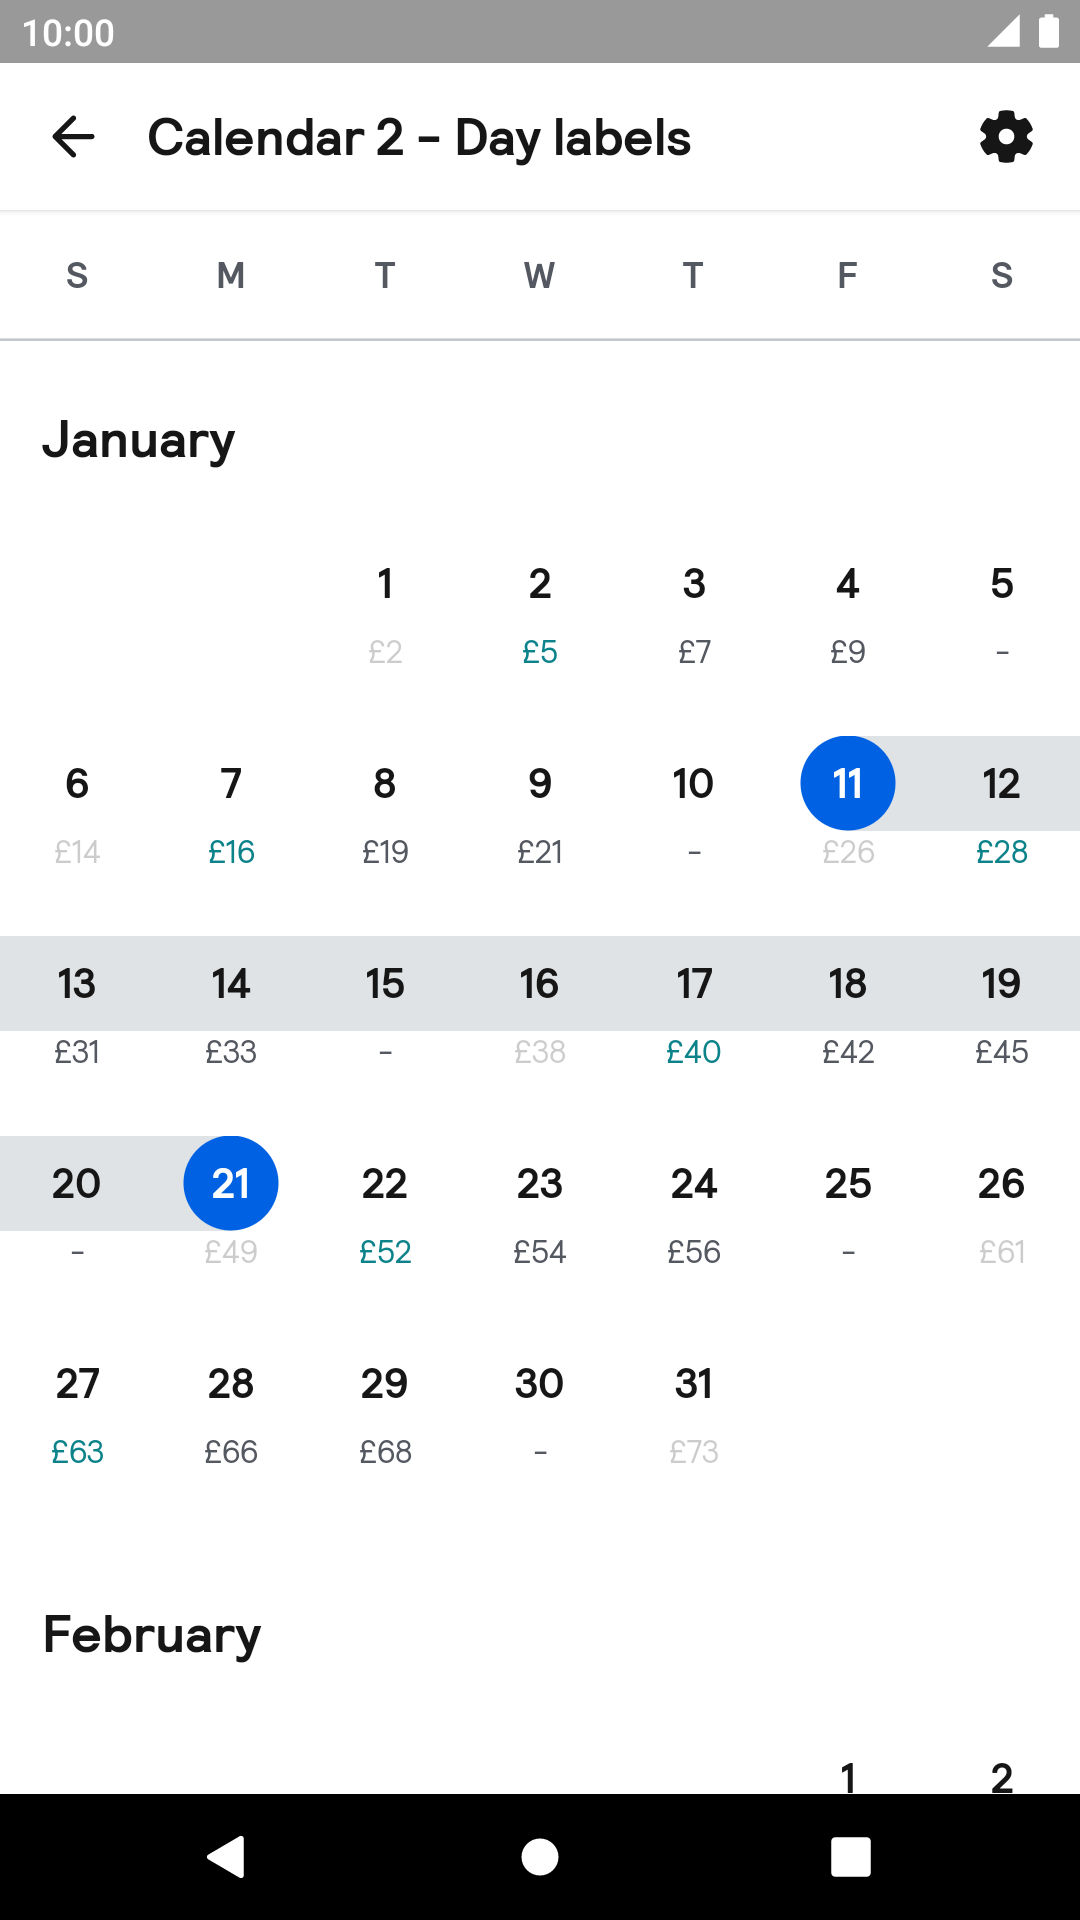 10:00
Calendar 2 – Day labels
S M T W T F S
January
1 2 3 4 5
£2 £5 £7 £9 -
6 7 8 9 10 11 12
£14 £16 £19 £21 - £26 £28
13 14 15 16 17 18 19
£31 £33 - £38 £40 £42 £45
20 21 22 23 24 25 26
- £49 £52 £54 £56 - £61
27 28 29 30 31
£63 £66 £68 - £73
February
1 2